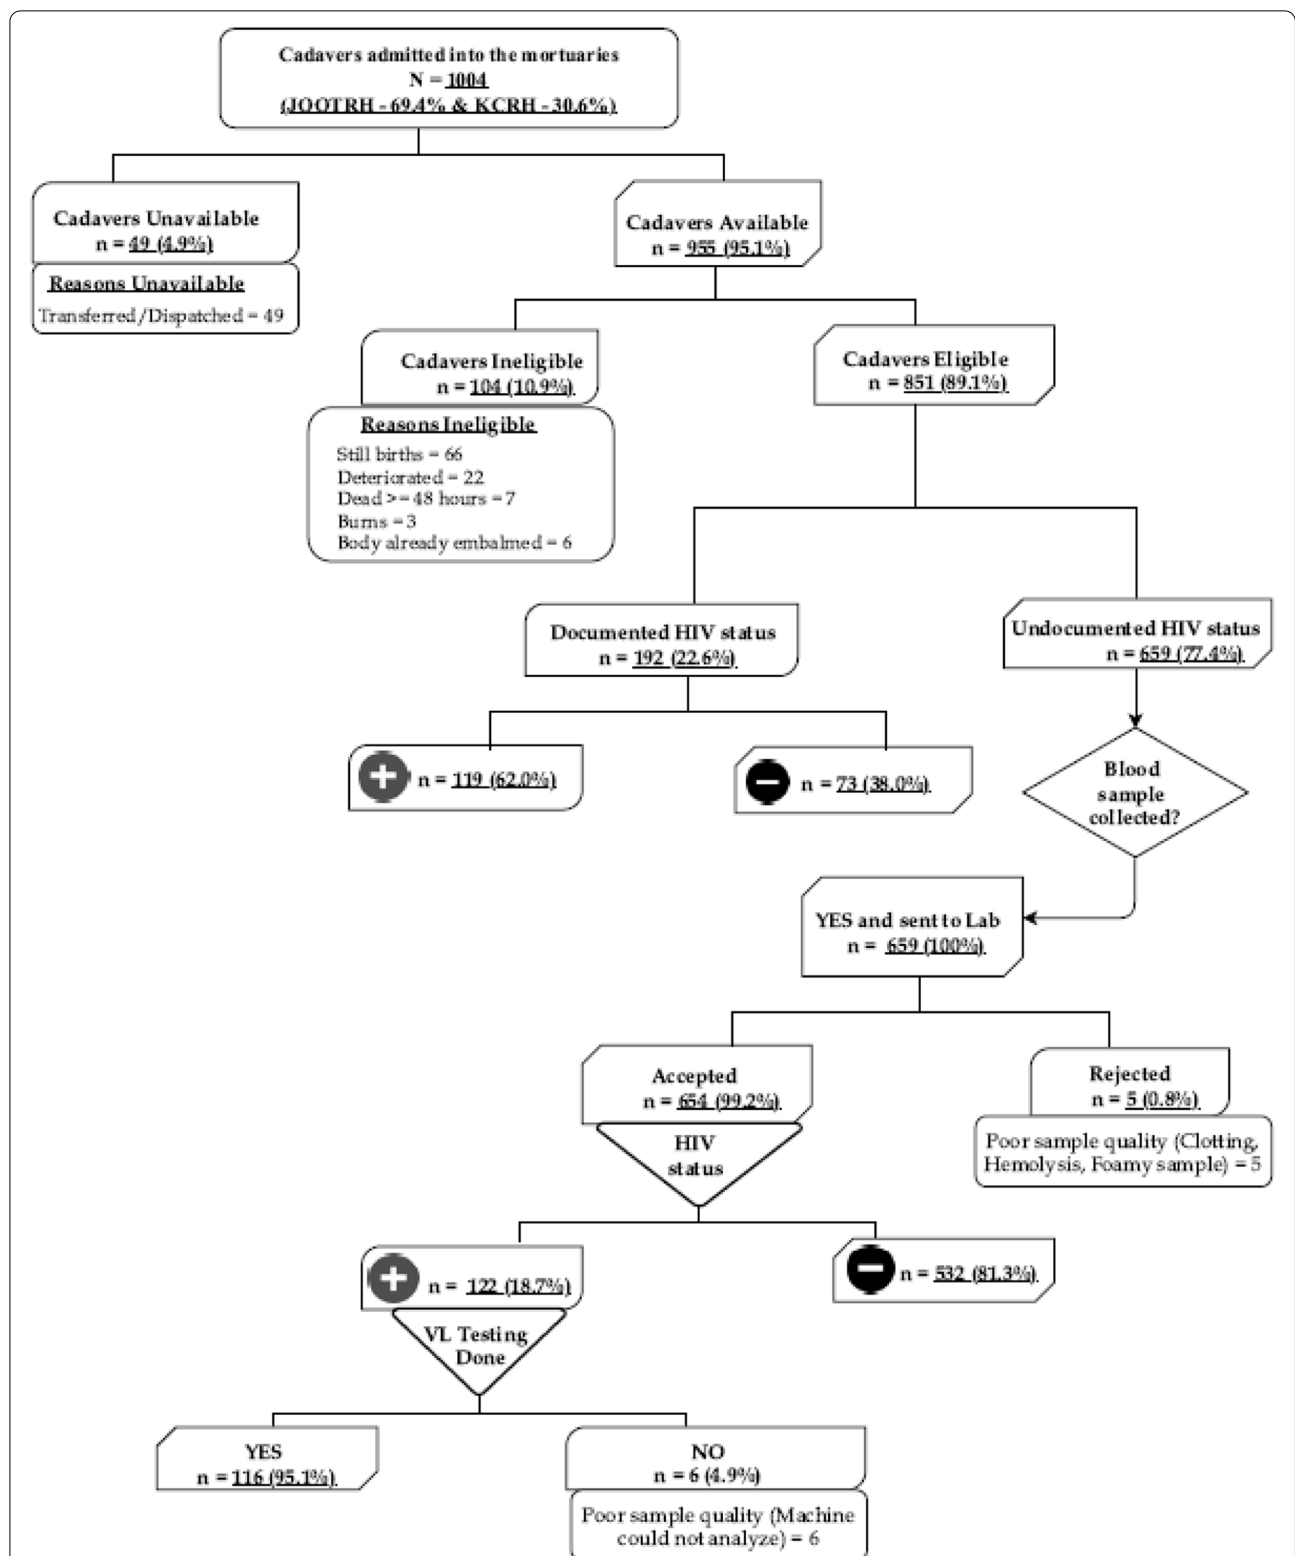 Cadavers admitted into the mortuaries
N = 1004
(JOOTRH - 69.4% & KCRH - 30.6%)
Cadavers Unavailable
n = 49 (4.9%)
Reasons Unavailable
Transferred/Dispatched = 49
Cadavers Available
n = 955 (95.1%)
Cadavers Ineligible
n = 104 (10.9%)
Reasons Ineligible
Still births = 66
Deteriorated = 22
Dead >= 48 hours = 7
Burns = 3
Body already embalmed = 6
Cadavers Eligible
n = 851 (89.1%)
Documented HIV status
n = 192 (22.6%)
Undocumented HIV status
n = 659 (77.4%)
+ n = 119 (62.0%)
− n = 73 (38.0%)
Blood
sample
collected?
YES and sent to Lab
n = 659 (100%)
Accepted
n = 654 (99.2%)
Rejected
n = 5 (0.8%)
Poor sample quality (Clotting,
Hemolysis, Foamy sample) = 5
HIV
status
+ n = 122 (18.7%)
− n = 532 (81.3%)
VL Testing
Done
YES
n = 116 (95.1%)
NO
n = 6 (4.9%)
Poor sample quality (Machine
could not analyze) = 6